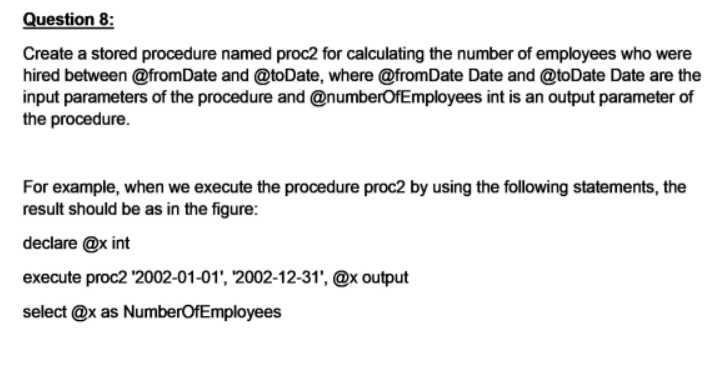 Question 8:
Create a stored procedure named proc2 for calculating the number of employees who were
hired between @fromDate and @toDate, where @fromDate Date and @toDate Date are the
input parameters of the procedure and @numberOfEmployees int is an output parameter of
the procedure.
For example, when we execute the procedure proc2 by using the following statements, the
result should be as in the figure:
declare @x int
execute proc2 '2002-01-01', '2002-12-31', @x output
select @x as NumberOfEmployees